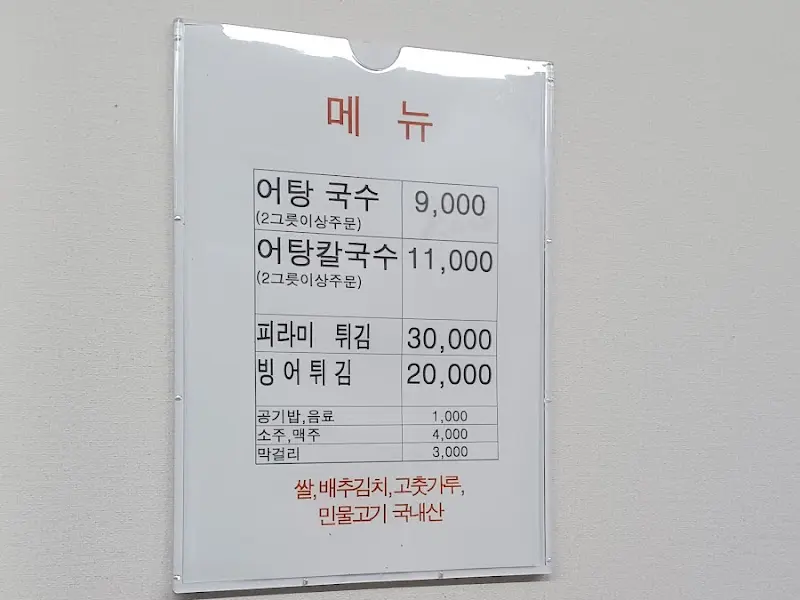 메 뉴
어탕 국수 9,000
(2그릇이상주문)
어탕칼국수 11,000
(2그릇이상주문)
피라미 튀김 30,000
빙어튀김 20,000
공기밥,음료 1,000
소주,맥주 4,000
막걸리 3,000
쌀,배추김치,고춧가루,
민물고기 국내산